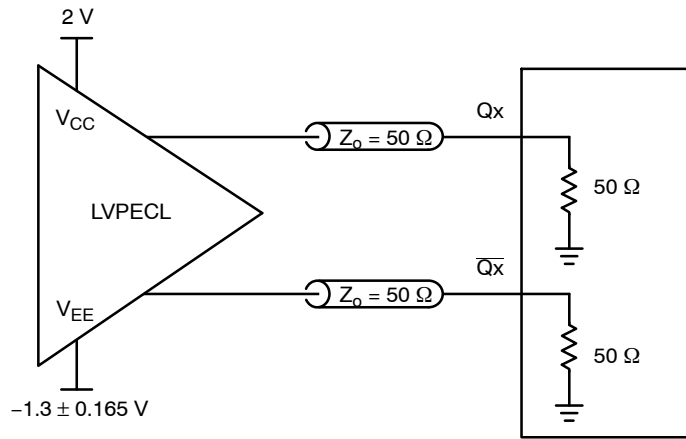 2 V
V_CC
Qx
Z_o = 50 Ω
50 Ω
LVPECL
Q̅x̅
Z_o = 50 Ω
V_EE
50 Ω
−1.3 ± 0.165 V